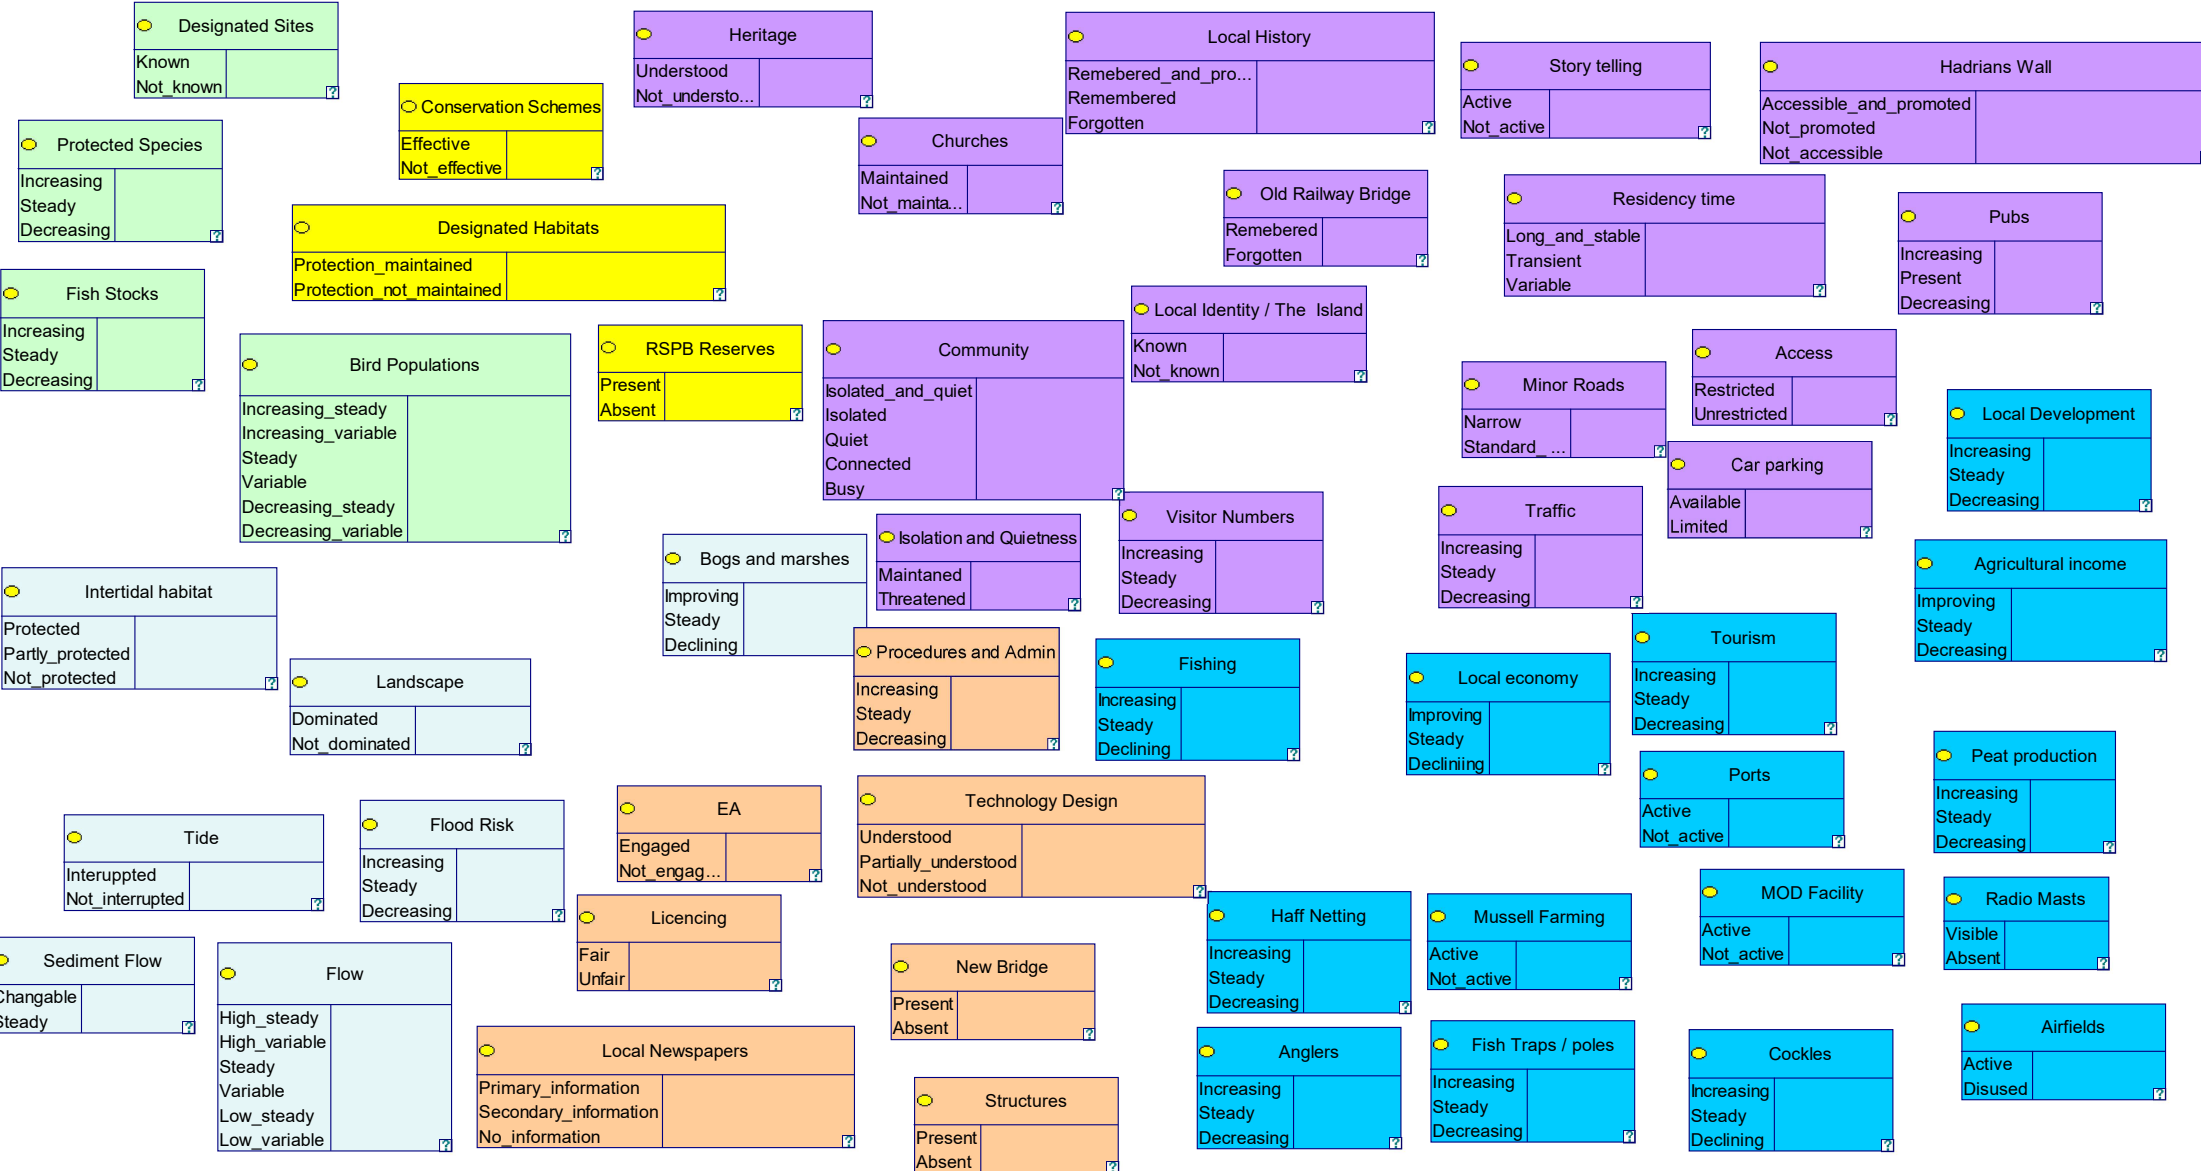 Designated Sites
Known
Not_known
Protected Species
Increasing
Steady
Decreasing
Fish Stocks
Increasing
Steady
Decreasing
Conservation Schemes
Effective
Not_effective
Designated Habitats
Protection_maintained
Protection_not_maintained
Bird Populations
Increasing_steady
Increasing_variable
Steady
Variable
Decreasing_steady
Decreasing_variable
RSPB Reserves
Present
Absent
Heritage
Understood
Not_understo...
Churches
Maintained
Not_mainta...
Local History
Remebered_and_pro...
Remembered
Forgotten
Old Railway Bridge
Remebered
Forgotten
Story telling
Active
Not_active
Hadrians Wall
Accessible_and_promoted
Not_promoted
Not_accessible
Residency time
Long_and_stable
Transient
Variable
Pubs
Increasing
Present
Decreasing
Local Identity / The Island
Known
Not_known
Community
Isolated_and_quiet
Isolated
Quiet
Connected
Busy
Minor Roads
Narrow
Standard_ ...
Access
Restricted
Unrestricted
Car parking
Available
Limited
Local Development
Increasing
Steady
Decreasing
Visitor Numbers
Increasing
Steady
Decreasing
Traffic
Increasing
Steady
Decreasing
Isolation and Quietness
Maintaned
Threatened
Bogs and marshes
Improving
Steady
Declining
Intertidal habitat
Protected
Partly_protected
Not_protected
Landscape
Dominated
Not_dominated
Procedures and Admin
Increasing
Steady
Decreasing
Fishing
Increasing
Steady
Declining
Local economy
Improving
Steady
Decliniing
Tourism
Increasing
Steady
Decreasing
Agricultural income
Improving
Steady
Decreasing
Ports
Active
Not_active
Peat production
Increasing
Steady
Decreasing
Tide
Interuppted
Not_interrupted
Flood Risk
Increasing
Steady
Decreasing
EA
Engaged
Not_engag...
Technology Design
Understood
Partially_understood
Not_understood
Licencing
Fair
Unfair
Haff Netting
Increasing
Steady
Decreasing
Mussell Farming
Active
Not_active
MOD Facility
Active
Not_active
Radio Masts
Visible
Absent
Sediment Flow
Changable
Steady
Flow
High_steady
High_variable
Steady
Variable
Low_steady
Low_variable
Local Newspapers
Primary_information
Secondary_information
No_information
New Bridge
Present
Absent
Structures
Present
Absent
Anglers
Increasing
Steady
Decreasing
Fish Traps / poles
Increasing
Steady
Decreasing
Cockles
Increasing
Steady
Declining
Airfields
Active
Disused